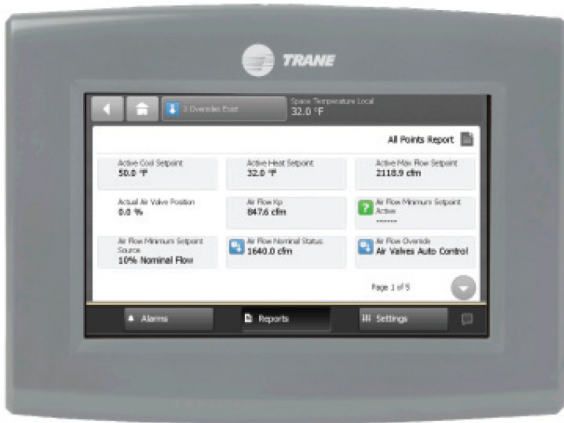 TRANE
3 Overrides Exist
Space Temperature Local
32.0 °F
All Points Report
Active Cool Setpoint
50.0 °F
Active Heat Setpoint
32.0 °F
Active Max Flow Setpoint
2118.9 cfm
Actual Air Valve Position
0.0 %
Air Flow Kp
847.6 cfm
Air Flow Minimum Setpoint
Active
------
Air Flow Minimum Setpoint
Source
10% Nominal Flow
Air Flow Nominal Status
1640.0 cfm
Air Flow Override
Air Valves Auto Control
Page 1 of 5
Alarms
Reports
Settings